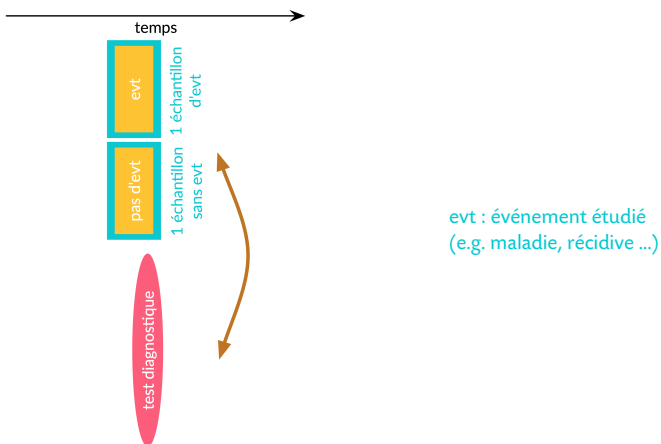 temps
evt
1 échantillon
d'evt
pas d'evt
1 échantillon
sans evt
evt : événement étudié
(e.g. maladie, récidive ...)
test diagnostique